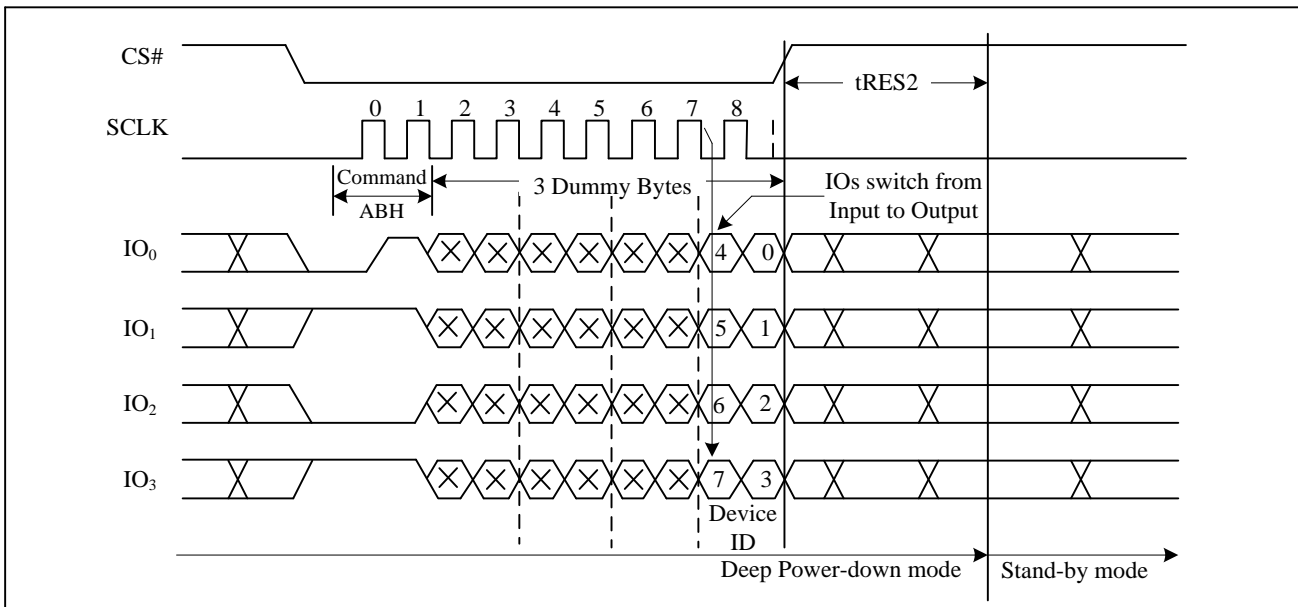 CS#
tRES2
SCLK
0 1 2 3 4 5 6 7 8
Command
ABH
3 Dummy Bytes
IOs switch from
Input to Output
IO0
4 0
IO1
5 1
IO2
6 2
IO3
7 3
Device
ID
Deep Power-down mode
Stand-by mode